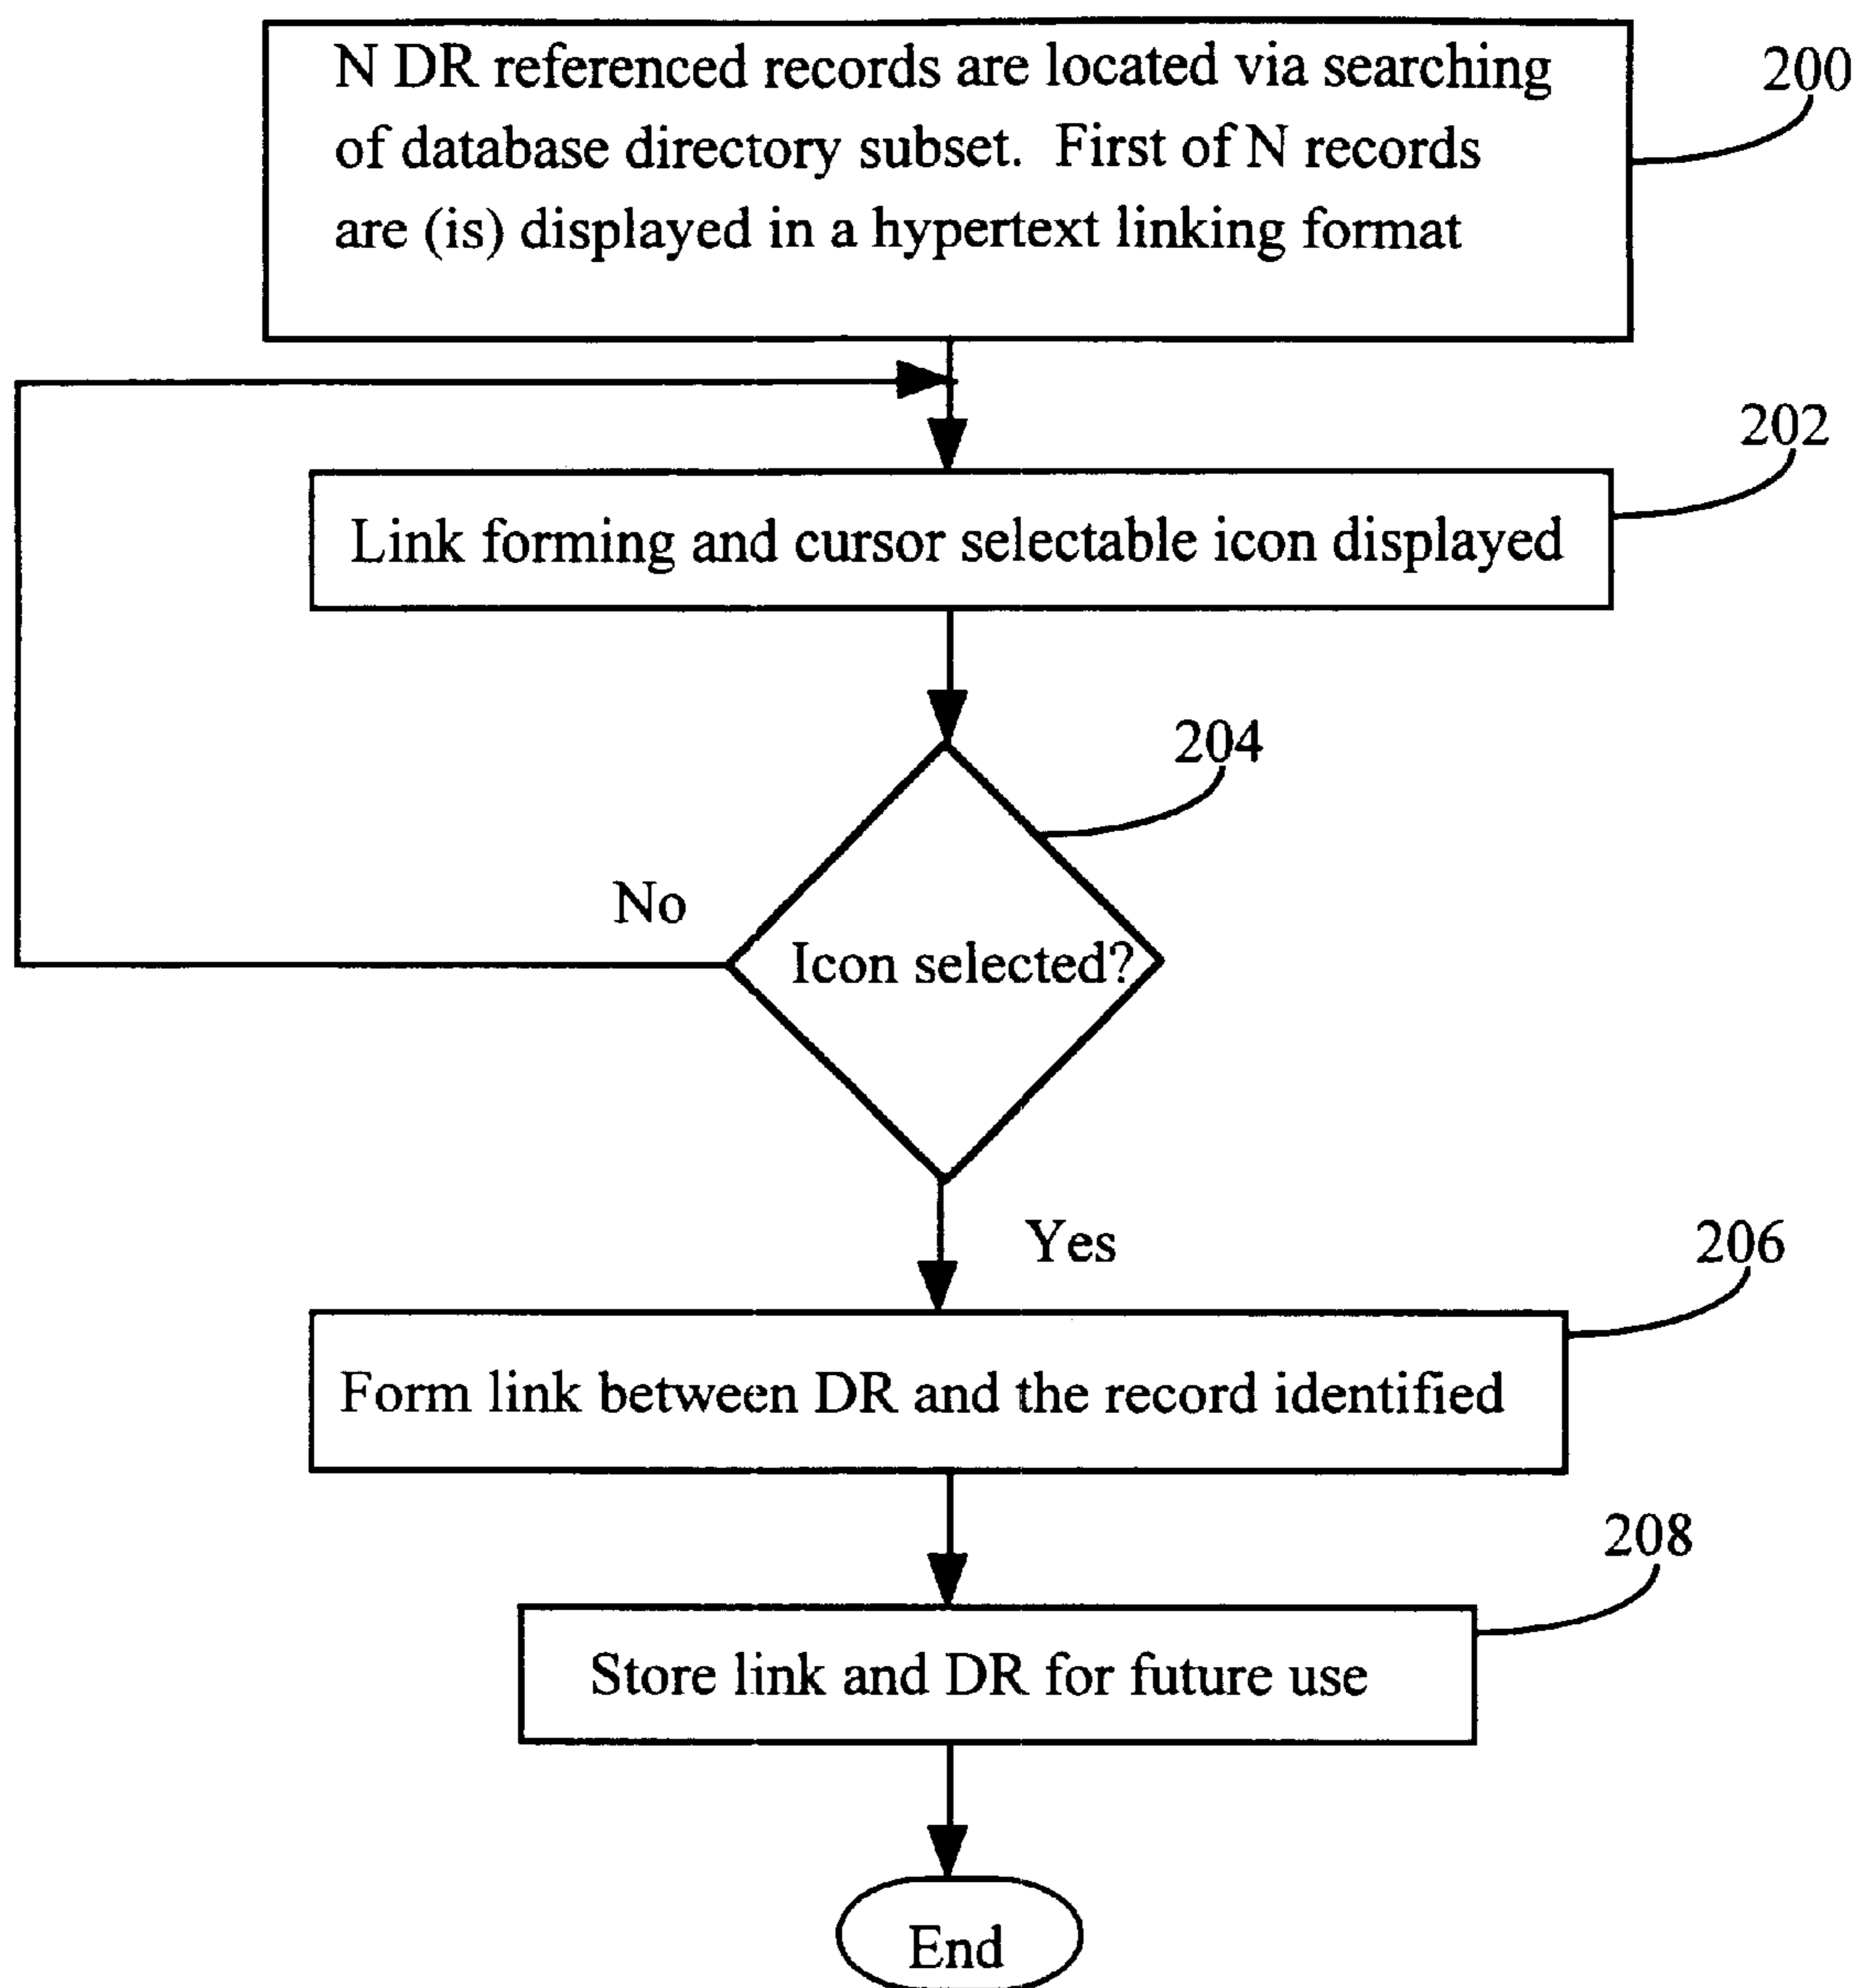 N DR referenced records are located via searching
of database directory subset. First of N records
are (is) displayed in a hypertext linking format
200
202
Link forming and cursor selectable icon displayed
204
No
Icon selected?
Yes
206
Form link between DR and the record identified
208
Store link and DR for future use
End